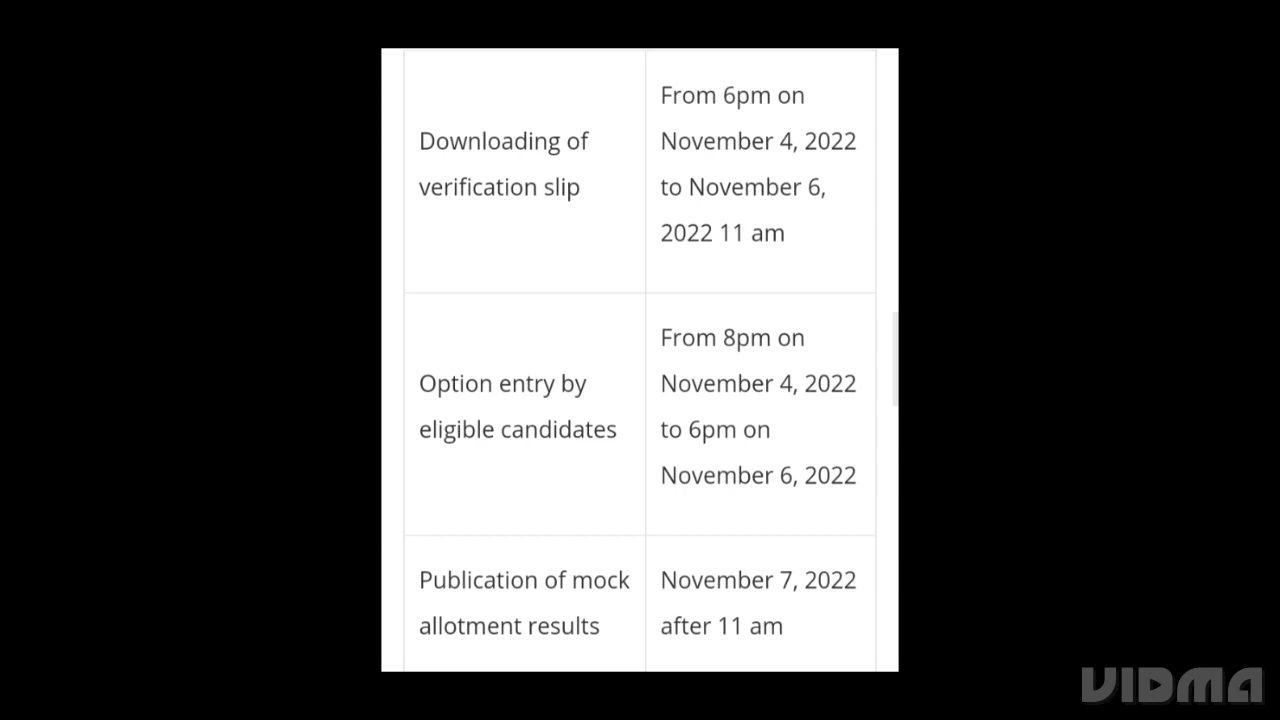 Downloading of
verification slip
From 6pm on
November 4, 2022
to November 6,
2022 11 am
Option entry by
eligible candidates
From 8pm on
November 4, 2022
to 6pm on
November 6, 2022
Publication of mock
allotment results
November 7, 2022
after 11 am
VIDMA